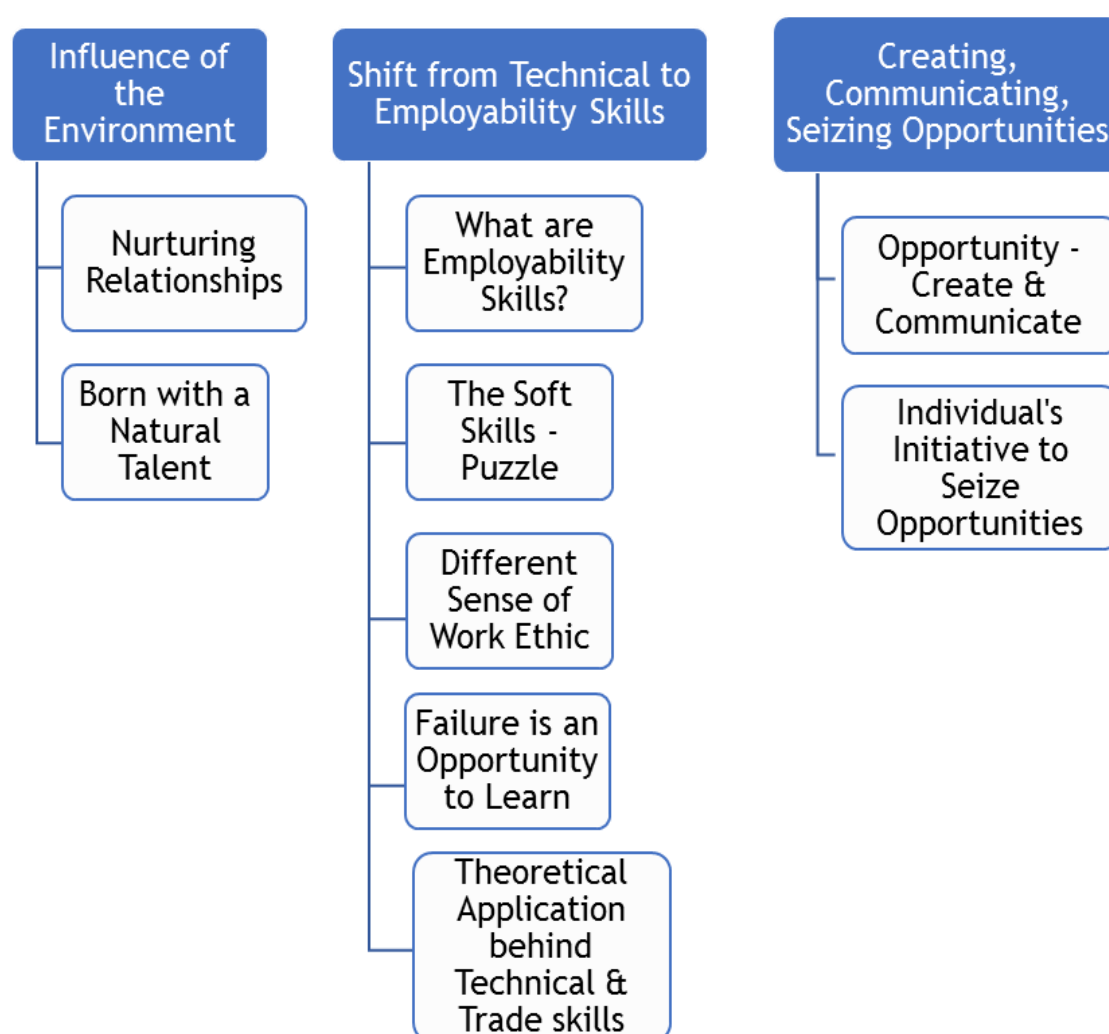 Influence of
the
Environment
Nurturing
Relationships
Born with a
Natural
Talent
Shift from Technical to
Employability Skills
What are
Employability
Skills?
The Soft
Skills -
Puzzle
Different
Sense of
Work Ethic
Failure is an
Opportunity
to Learn
Theoretical
Application
behind
Technical &
Trade skills
Creating,
Communicating,
Seizing Opportunities
Opportunity -
Create &
Communicate
Individual's
Initiative to
Seize
Opportunities